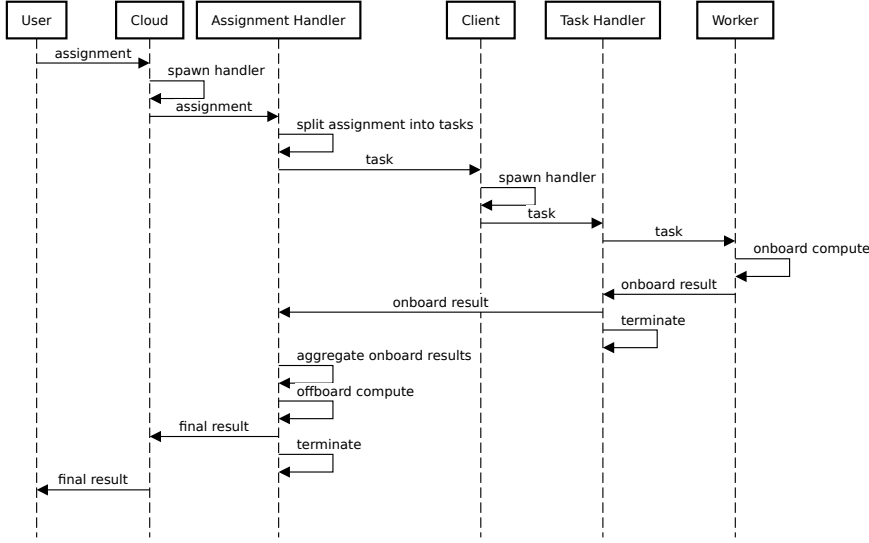 User
Cloud
Assignment Handler
Client
Task Handler
Worker
assignment
spawn handler
assignment
split assignment into tasks
task
spawn handler
task
task
onboard compute
onboard result
onboard result
terminate
aggregate onboard results
offboard compute
final result
terminate
final result